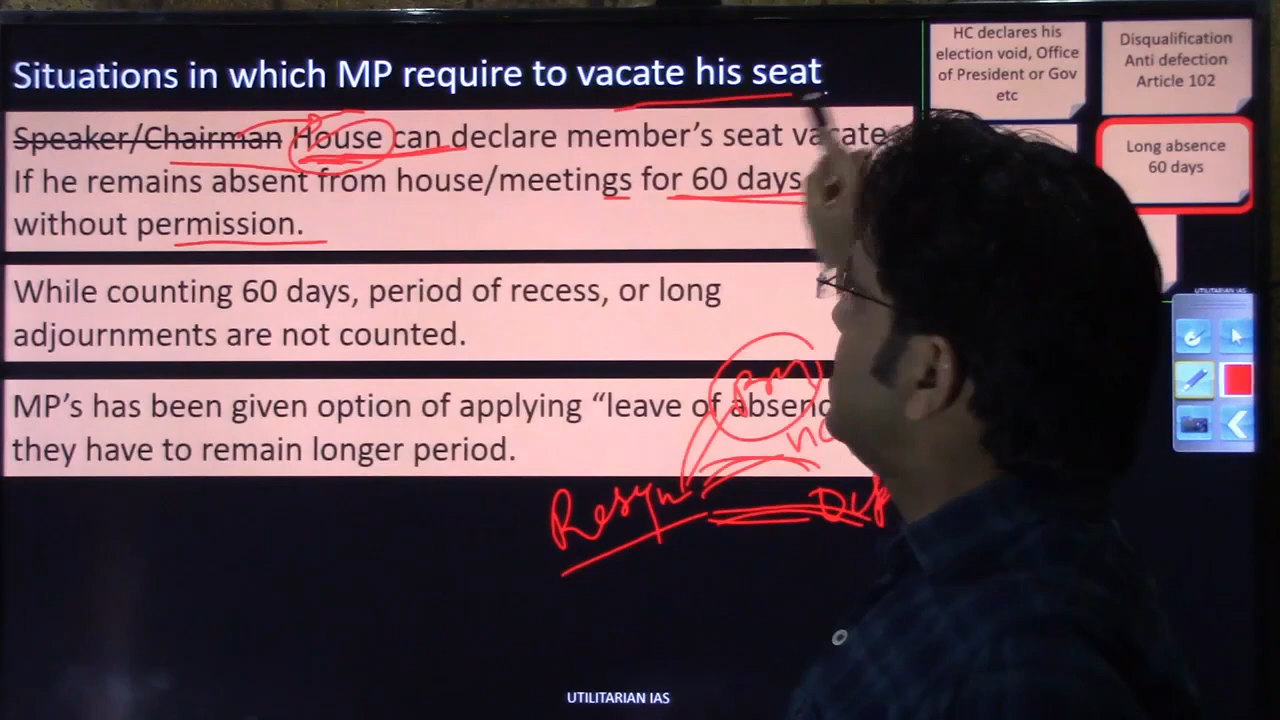 Situations in which MP require to vacate his seat
Speaker/Chairman House can declare member's seat vacate
If he remains absent from house/meetings for 60 days
without permission.
While counting 60 days, period of recess, or long
adjournments are not counted.
MP's has been given option of applying "leave of absenc
they have to remain longer period.
Resign
HC declares his
election void, Office
of President or Gov
etc
Disqualification
Anti defection
Article 102
Long absence
60 days
UTILITARIAN IAS
UTILITARIAN IAS